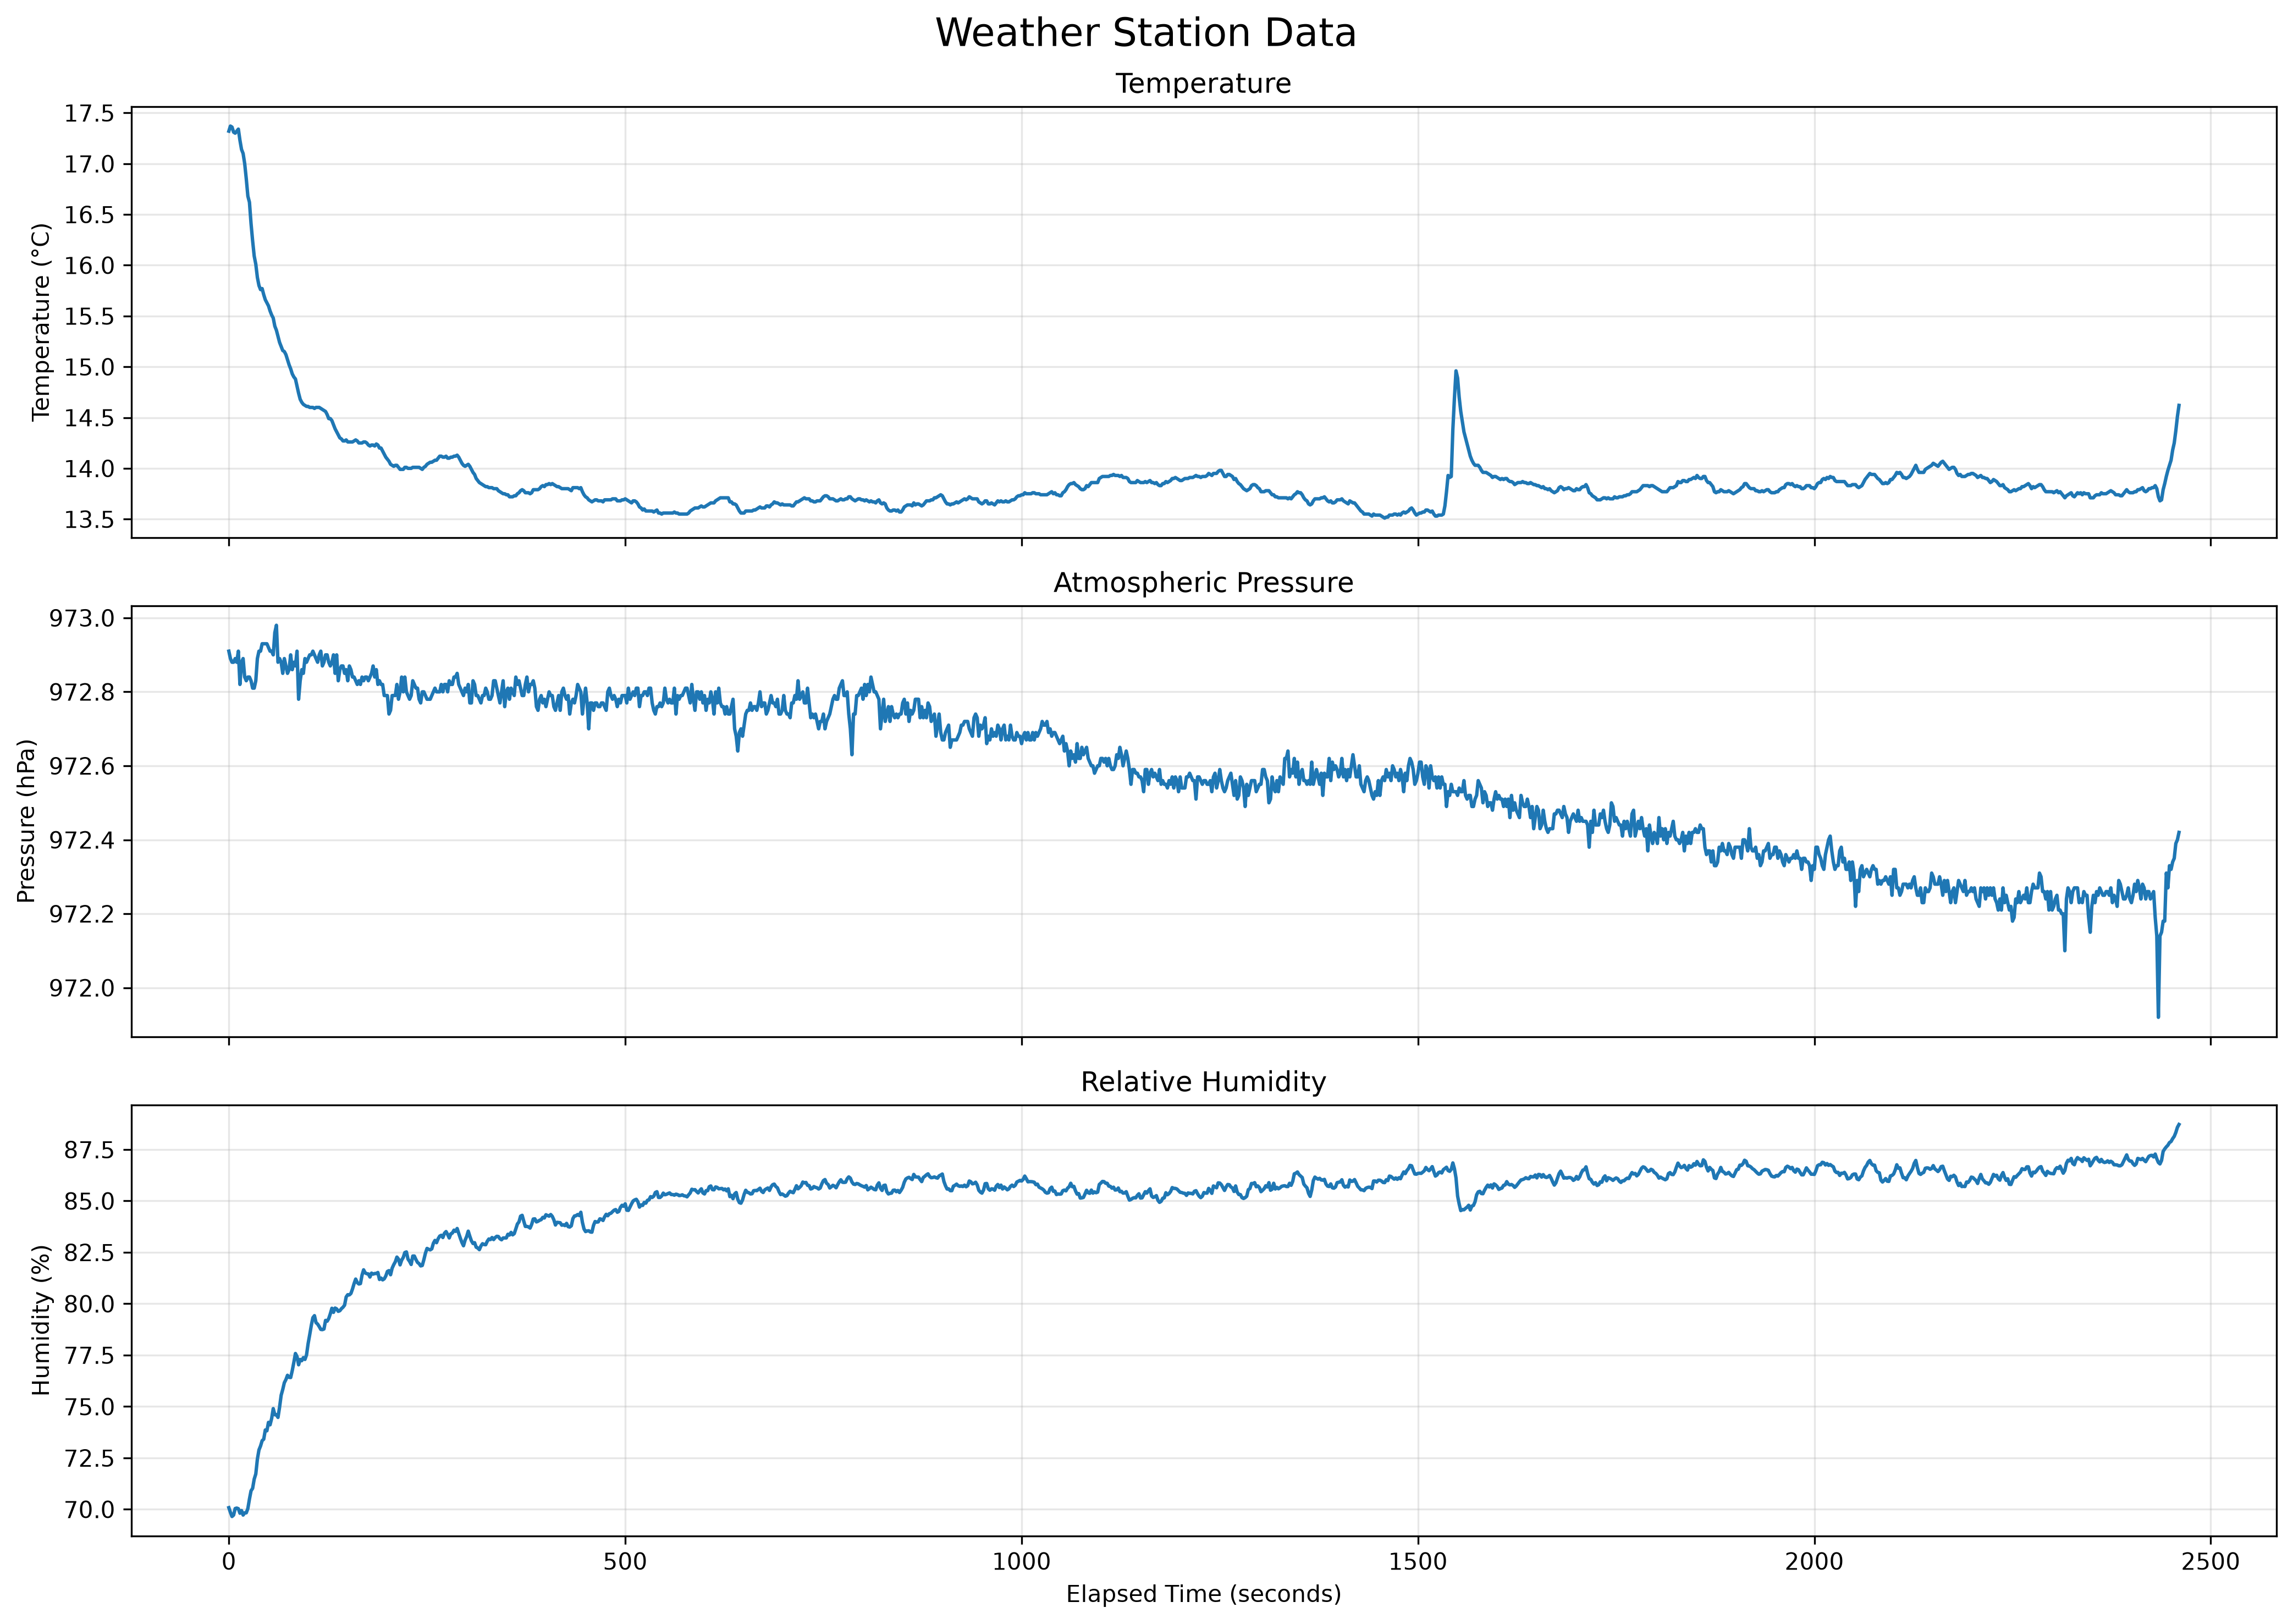 Weather Station Data
Temperature
17.5
17.0
16.5
16.0
15.5
15.0
14.5
14.0
13.5
Temperature (°C)
Atmospheric Pressure
973.0
972.8
972.6
972.4
972.2
972.0
Pressure (hPa)
Relative Humidity
87.5
85.0
82.5
80.0
77.5
75.0
72.5
70.0
Humidity (%)
0 500 1000 1500 2000 2500
Elapsed Time (seconds)